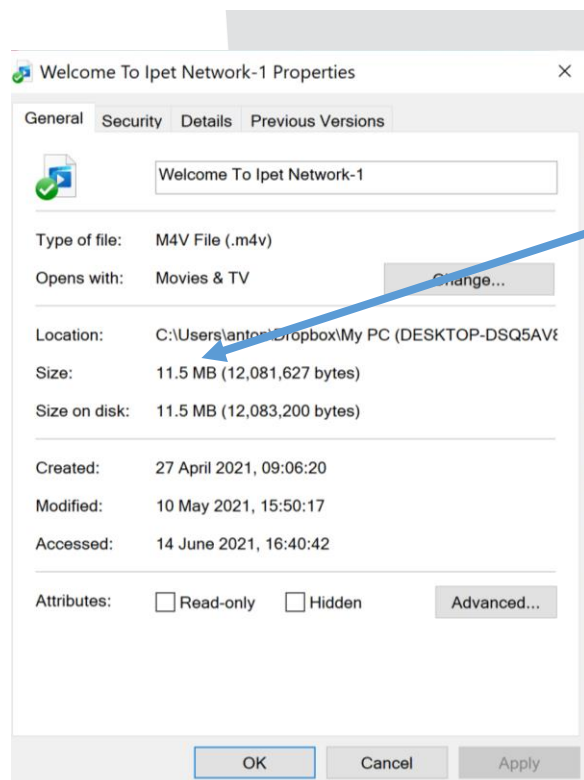 Welcome To Ipet Network-1 Properties
General Security Details Previous Versions
Welcome To Ipet Network-1
Type of file: M4V File (.m4v)
Opens with: Movies & TV Change...
Location: C:\Users\anton\Dropbox\My PC (DESKTOP-DSQ5AV8
Size: 11.5 MB (12,081,627 bytes)
Size on disk: 11.5 MB (12,083,200 bytes)
Created: 27 April 2021, 09:06:20
Modified: 10 May 2021, 15:50:17
Accessed: 14 June 2021, 16:40:42
Attributes: Read-only Hidden Advanced...
OK Cancel Apply